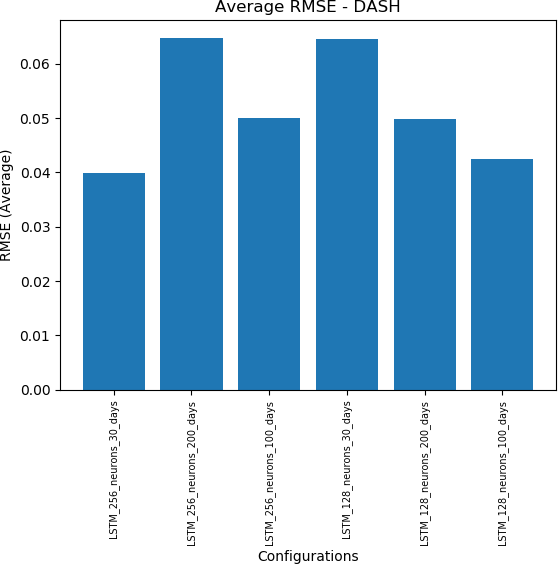 Average RMSE - DASH
RMSE (Average)
0.06
0.05
0.04
0.03
0.02
0.01
0.00
LSTM_256_neurons_30_days
LSTM_256_neurons_200_days
LSTM_256_neurons_100_days
LSTM_128_neurons_30_days
LSTM_128_neurons_200_days
LSTM_128_neurons_100_days
Configurations